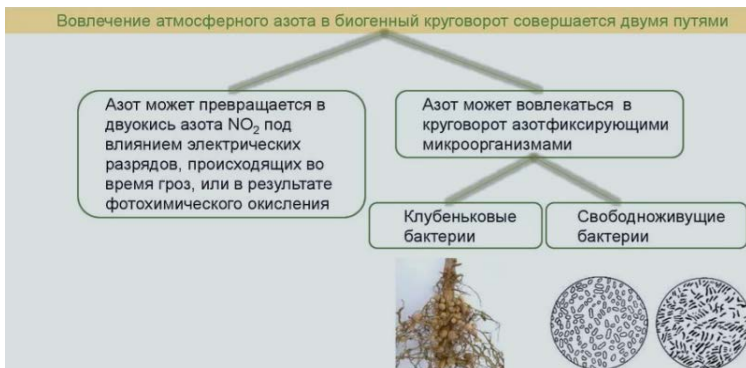 Вовлечение атмосферного азота в биогенный круговорот совершается двумя путями
Азот может превращается в
двуокись азота NO₂ под
влиянием электрических
разрядов, происходящих во
время гроз, или в результате
фотохимического окисления
Азот может вовлекаться в
круговорот азотфиксирующими
микроорганизмами
Клубеньковые
бактерии
Свободноживущие
бактерии